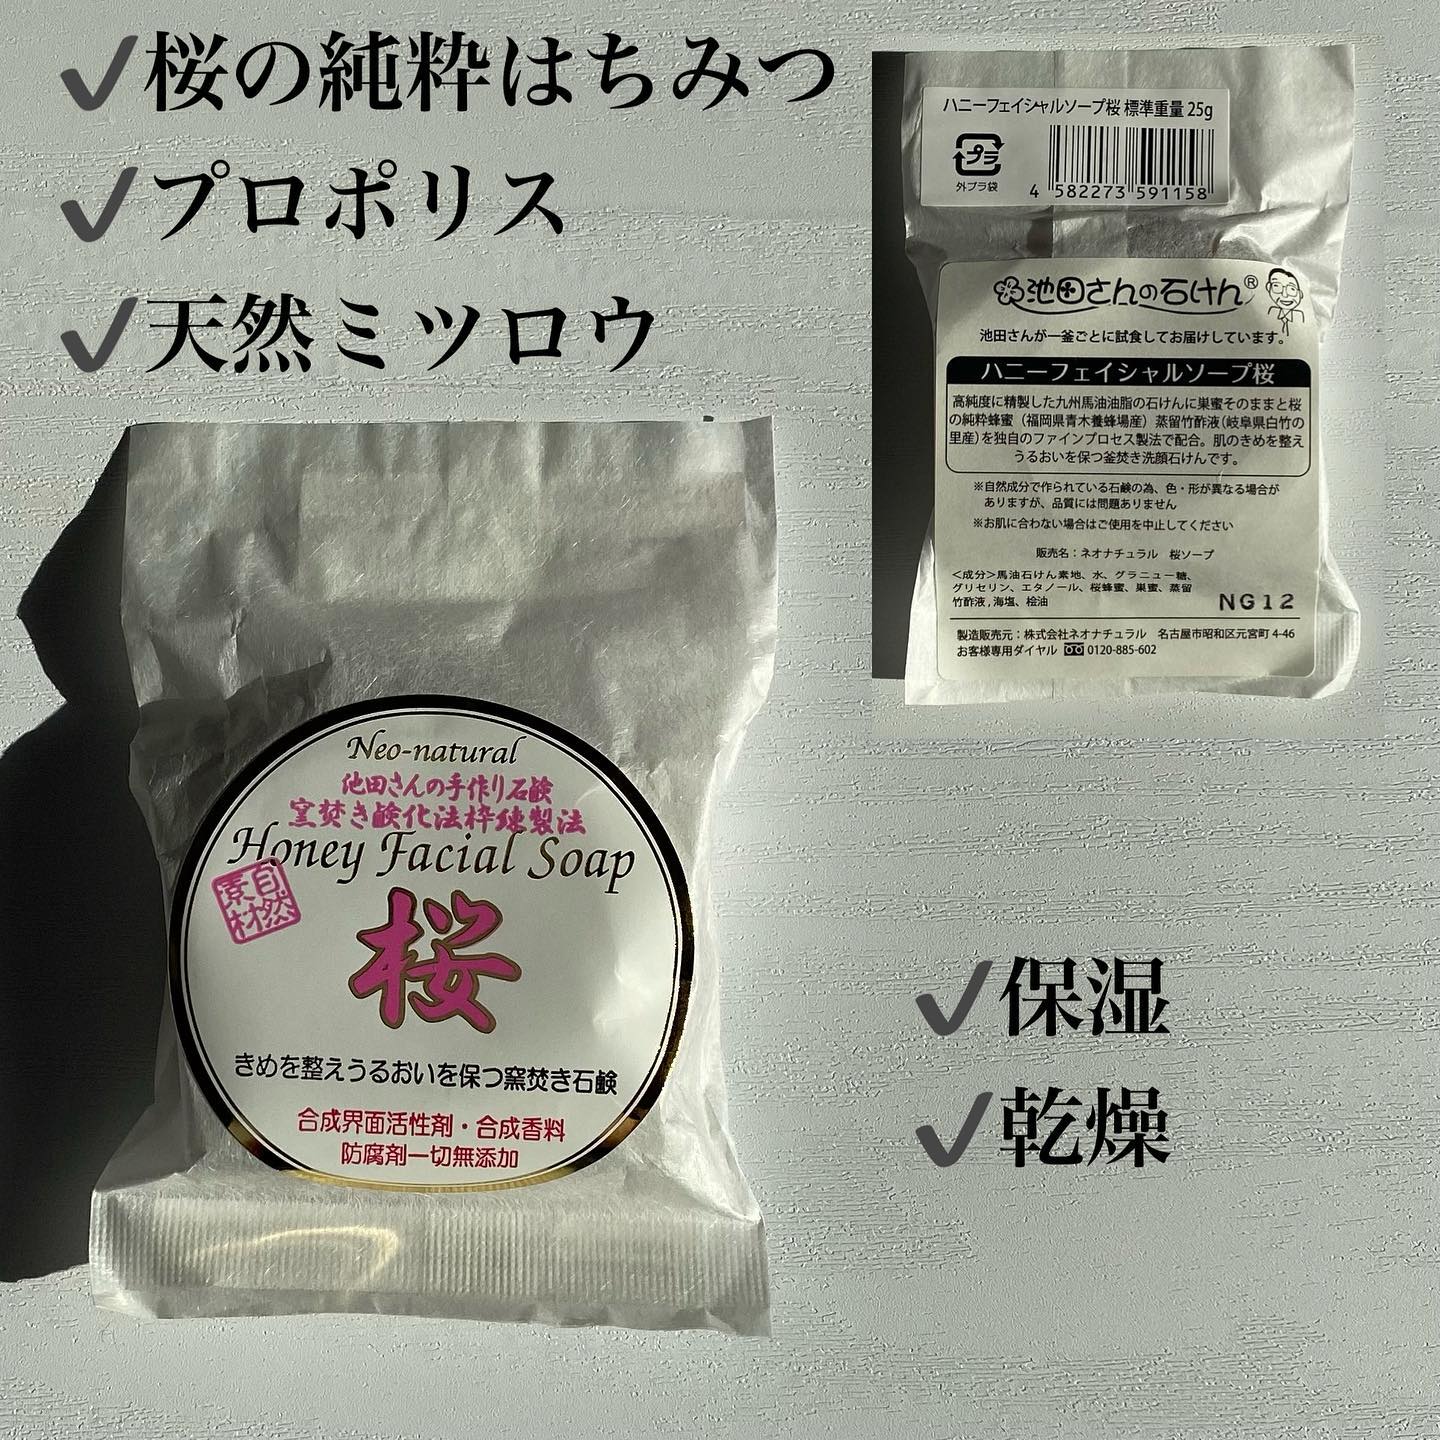 ✓桜の純粋はちみつ
✓プロポリス
✓天然ミツロウ
ハニーフェイシャルソープ桜 標準重量 25g
プラ
外プラ袋
4 582273 591158
池田さんの石けん®
池田さんが一釜ごとに試食してお届けしています。
ハニーフェイシャルソープ桜
高純度に精製した九州馬油油脂の石けんに巣蜜そのままと桜
の純粋蜂蜜(福岡県青木養蜂場産)蒸留竹酢液(岐阜県白竹の
里産)を独自のファインプロセス製法で配合。肌のきめを整え
うるおいを保つ釜焚き洗顔石けんです。
※自然成分で作られている石鹸の為、色・形が異なる場合が
ありますが、品質には問題ありません
※お肌に合わない場合はご使用を中止してください
販売名:ネオナチュラル 桜ソープ
<成分>馬油石けん素地、水、グラニュー糖、
グリセリン、エタノール、桜蜂蜜、巣蜜、蒸留
竹酢液,海塩、桧油
NG12
製造販売元:株式会社ネオナチュラル 名古屋市昭和区元宮町 4-46
お客様専用ダイヤル 0120-885-602
Neo-natural
池田さんの手作り石鹸
窯焚き鹸化法枠練製法
Honey Facial Soap
自然素材
桜
きめを整えうるおいを保つ窯焚き石鹸
合成界面活性剤・合成香料
防腐剤一切無添加
✓保湿
✓乾燥